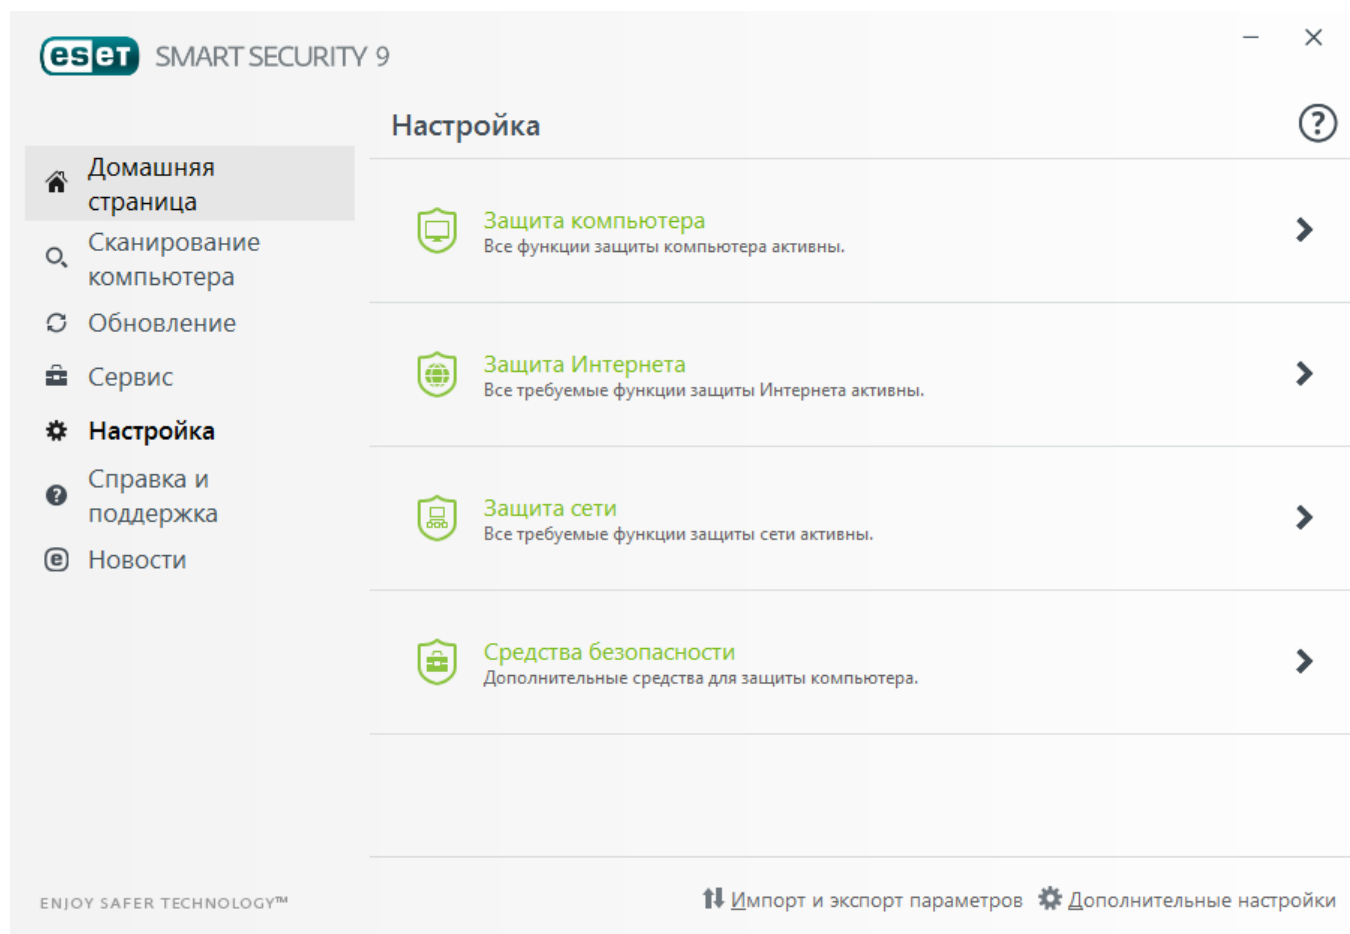 eset SMART SECURITY 9
Настройка
?
Домашняя
страница
Сканирование
компьютера
Обновление
Сервис
Настройка
?
Справка и
поддержка
e
Новости
Защита компьютера
Все функции защиты компьютера активны.
Защита Интернета
Все требуемые функции защиты Интернета активны.
Защита сети
Все требуемые функции защиты сети активны.
Средства безопасности
Дополнительные средства для защиты компьютера.
ENJOY SAFER TECHNOLOGY™
Импорт и экспорт параметров
Дополнительные настройки